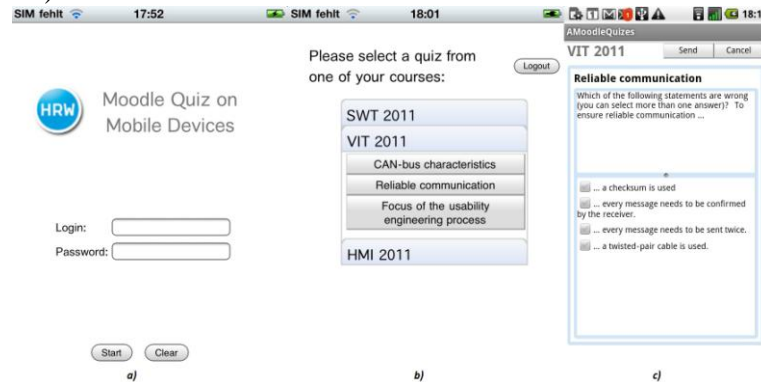 SIM fehlt 17:52
HRW
Moodle Quiz on
Mobile Devices
Login:
Password:
Start Clear
a)
SIM fehlt 18:01
Please select a quiz from
one of your courses:
Logout
SWT 2011
VIT 2011
CAN-bus characteristics
Reliable communication
Focus of the usability
engineering process
HMI 2011
b)
AMoodleQuizes
VIT 2011 Send Cancel
Reliable communication
Which of the following statements are wrong
(you can select more than one answer)? To
ensure reliable communication ...
... a checksum is used
... every message needs to be confirmed
by the receiver.
... every message needs to be sent twice.
... a twisted-pair cable is used.
c)